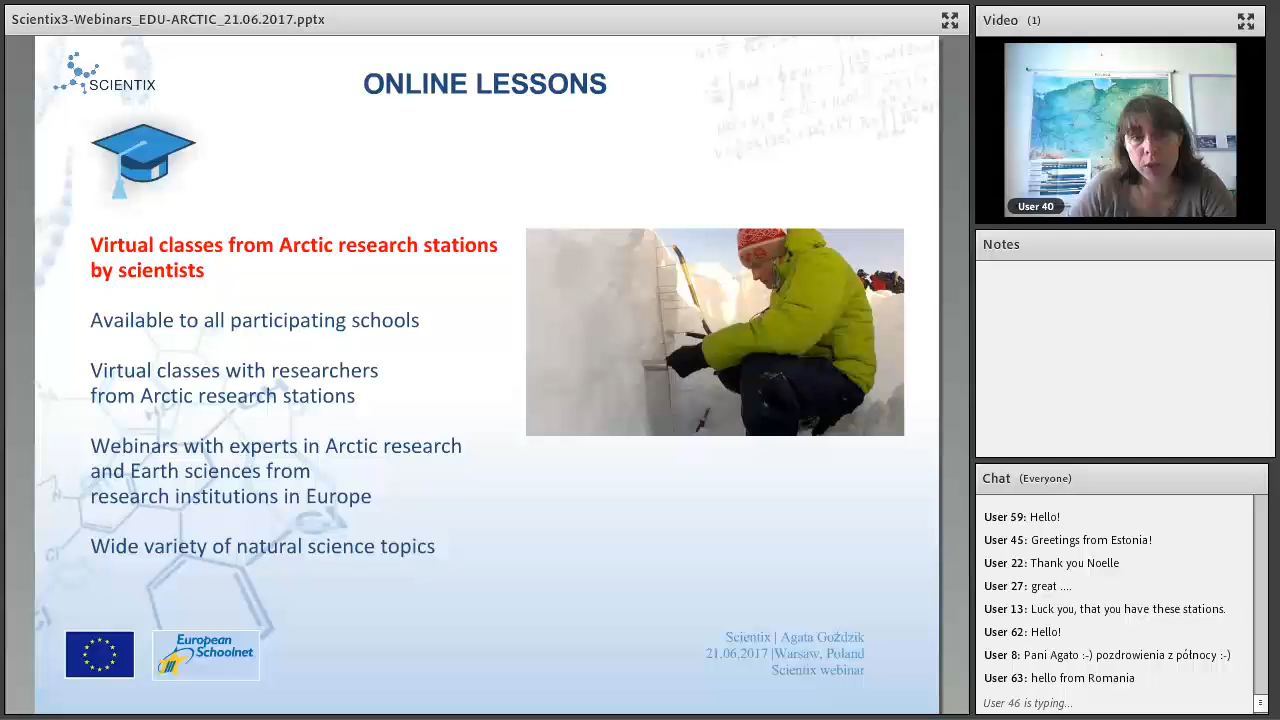 Scientix3-Webinars_EDU-ARCTIC_21.06.2017.pptx
SCIENTIX
ONLINE LESSONS
Virtual classes from Arctic research stations
by scientists
Available to all participating schools
Virtual classes with researchers
from Arctic research stations
Webinars with experts in Arctic research
and Earth sciences from
research institutions in Europe
Wide variety of natural science topics
European
Schoolnet
Scientix | Agata Goździk
21.06.2017 |Warsaw, Poland
Scientix webinar
Video (1)
User 40
Notes
Chat (Everyone)
User 59: Hello!
User 45: Greetings from Estonia!
User 22: Thank you Noelle
User 27: great ....
User 13: Luck you, that you have these stations.
User 62: Hello!
User 8: Pani Agato :-) pozdrowienia z północy :-)
User 63: hello from Romania
User 46 is typing...